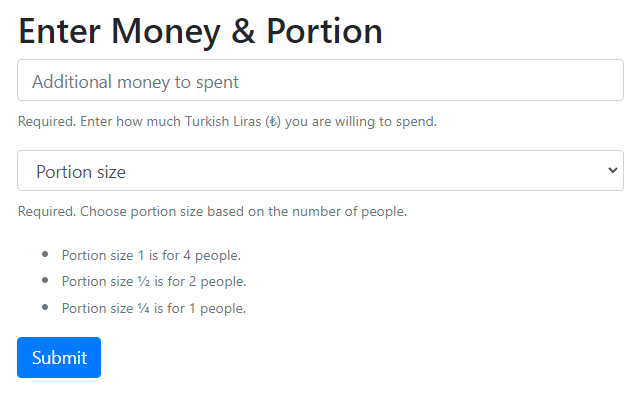 Enter Money & Portion
Additional money to spent
Required. Enter how much Turkish Liras (₺) you are willing to spend.
Portion size
Required. Choose portion size based on the number of people.
Portion size 1 is for 4 people.
Portion size ½ is for 2 people.
Portion size ¼ is for 1 people.
Submit